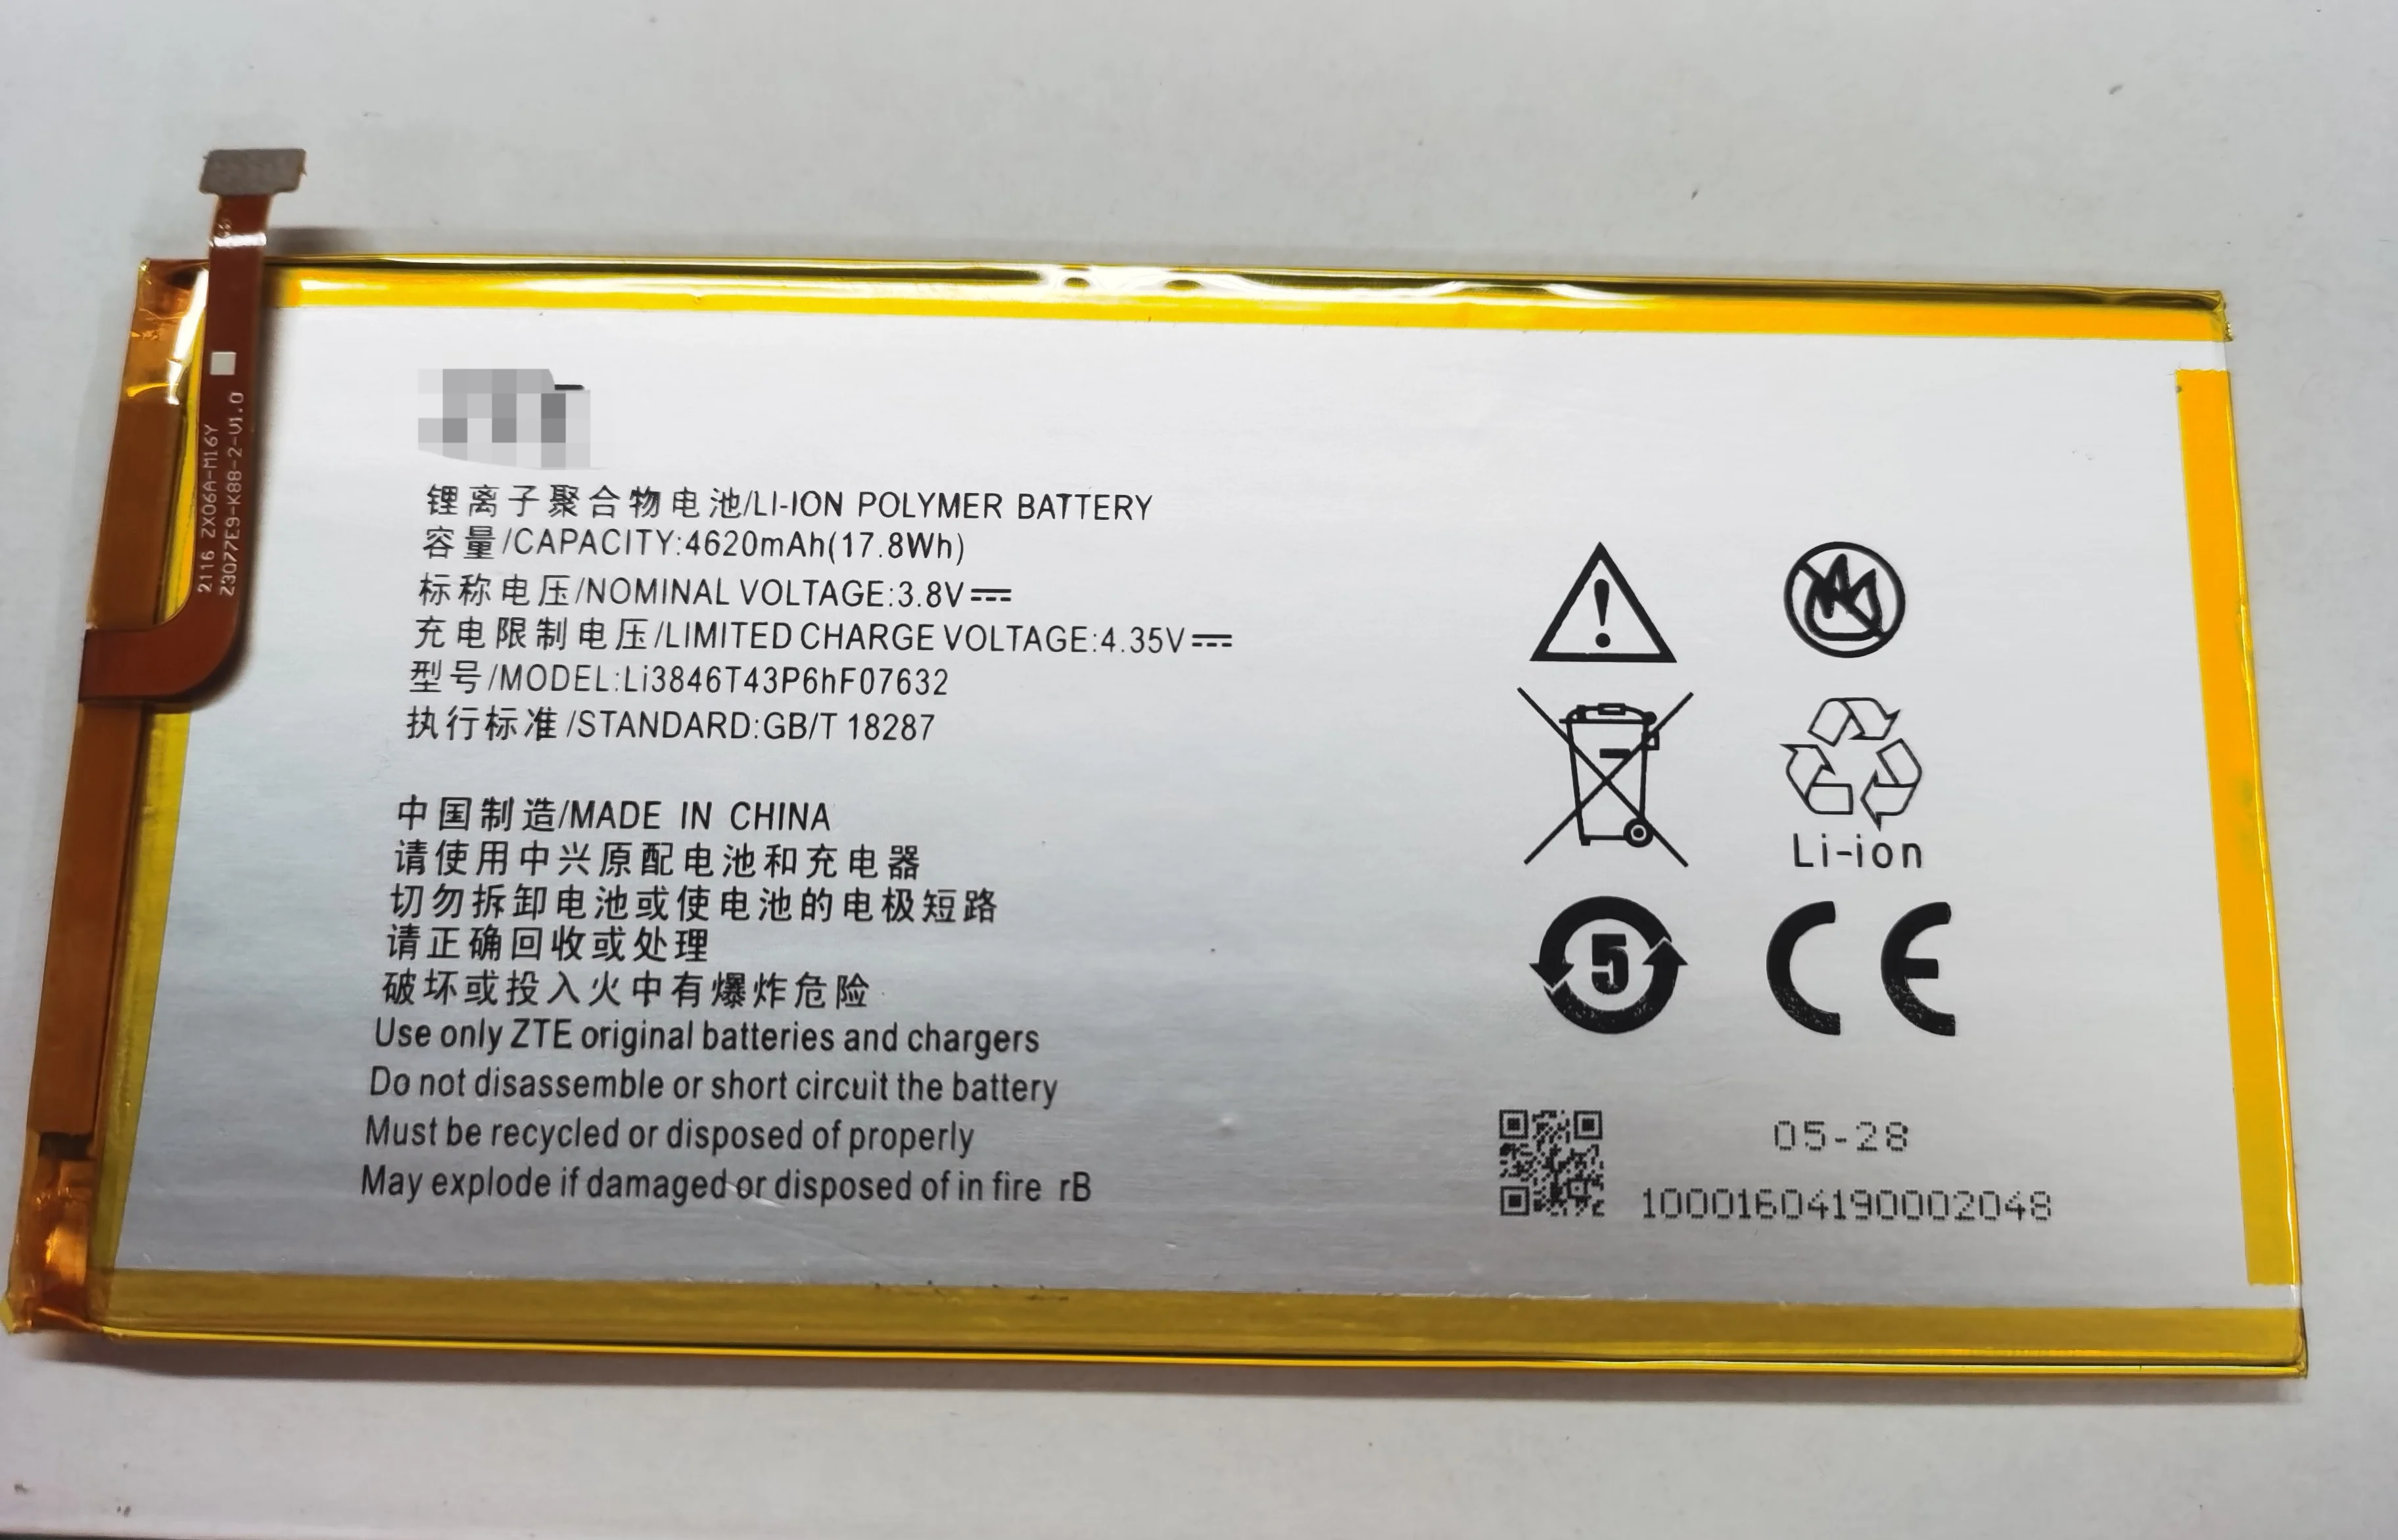 锂离子聚合物电池/LI-ION POLYMER BATTERY
容量/CAPACITY:4620mAh(17.8Wh)
标称电压/NOMINAL VOLTAGE:3.8V⎓
充电限制电压/LIMITED CHARGE VOLTAGE:4.35V⎓
型号/MODEL:Li3846T43P6hF07632
执行标准/STANDARD:GB/T 18287
中国制造/MADE IN CHINA
请使用中兴原配电池和充电器
切勿拆卸电池或使电池的电极短路
请正确回收或处理
破坏或投入火中有爆炸危险
Use only ZTE original batteries and chargers
Do not disassemble or short circuit the battery
Must be recycled or disposed of properly
May explode if damaged or disposed of in fire rB
Li-ion
5
CE
05-28
10001604190002048
2116 ZX06A-M16Y
Z3077E9-K88-2-V1.0